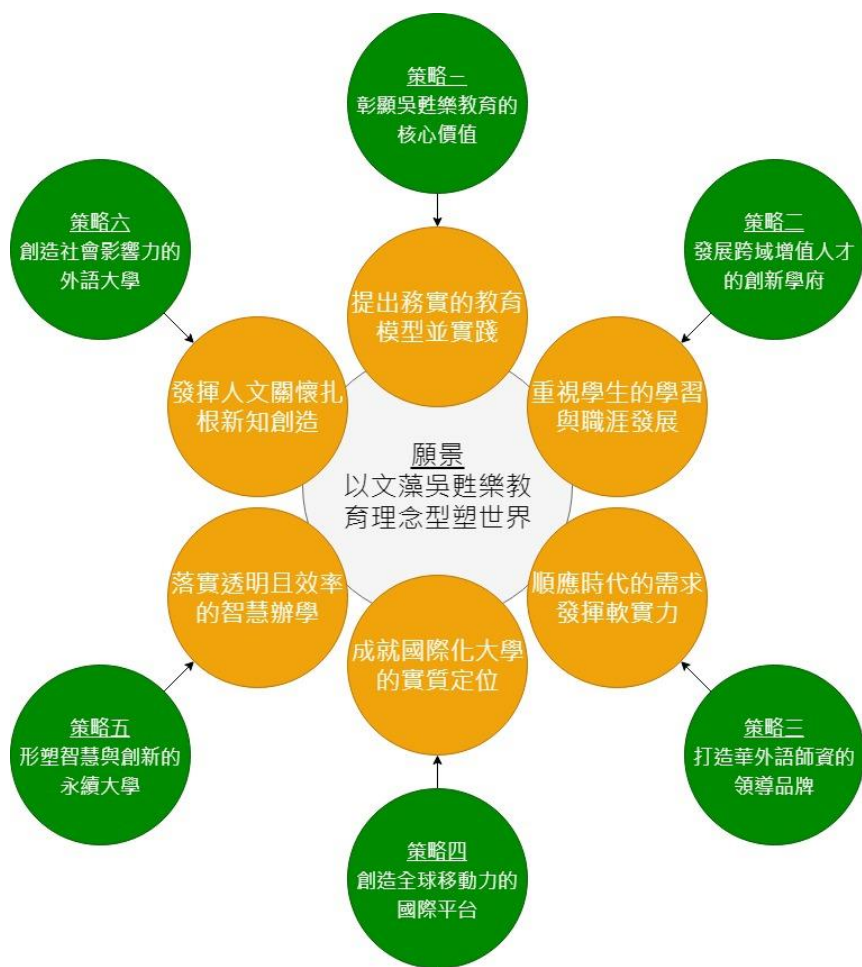 策略一
彰顯吳甦樂教育的
核心價值
策略六
創造社會影響力的
外語大學
策略二
發展跨域增值人才
的創新學府
提出務實的教育
模型並實踐
發揮人文關懷扎
根新知創造
重視學生的學習
與職涯發展
願景
以文藻吳甦樂教
育理念型塑世界
落實透明且效率
的智慧辦學
順應時代的需求
發揮軟實力
成就國際化大學
的實質定位
策略五
形塑智慧與創新的
永續大學
策略三
打造華外語師資的
領導品牌
策略四
創造全球移動力的
國際平台